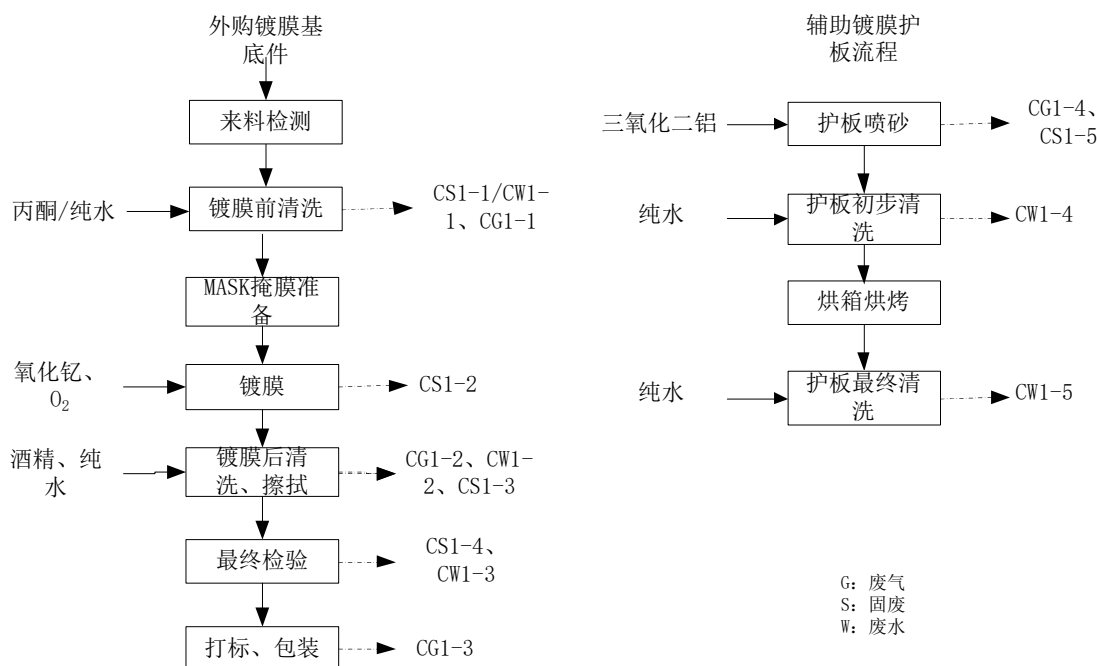 外购镀膜基
底件
来料检测
丙酮/纯水
镀膜前清洗
CS1-1/CW1-
1、CG1-1
MASK掩膜准
备
氧化钇、
O₂
镀膜
CS1-2
酒精、纯
水
镀膜后清
洗、擦拭
CG1-2、CW1-
2、CS1-3
最终检验
CS1-4、
CW1-3
打标、包装
CG1-3
辅助镀膜护
板流程
三氧化二铝
护板喷砂
CG1-4、
CS1-5
纯水
护板初步清
洗
CW1-4
烘箱烘烤
纯水
护板最终清
洗
CW1-5
G: 废气
S: 固废
W: 废水